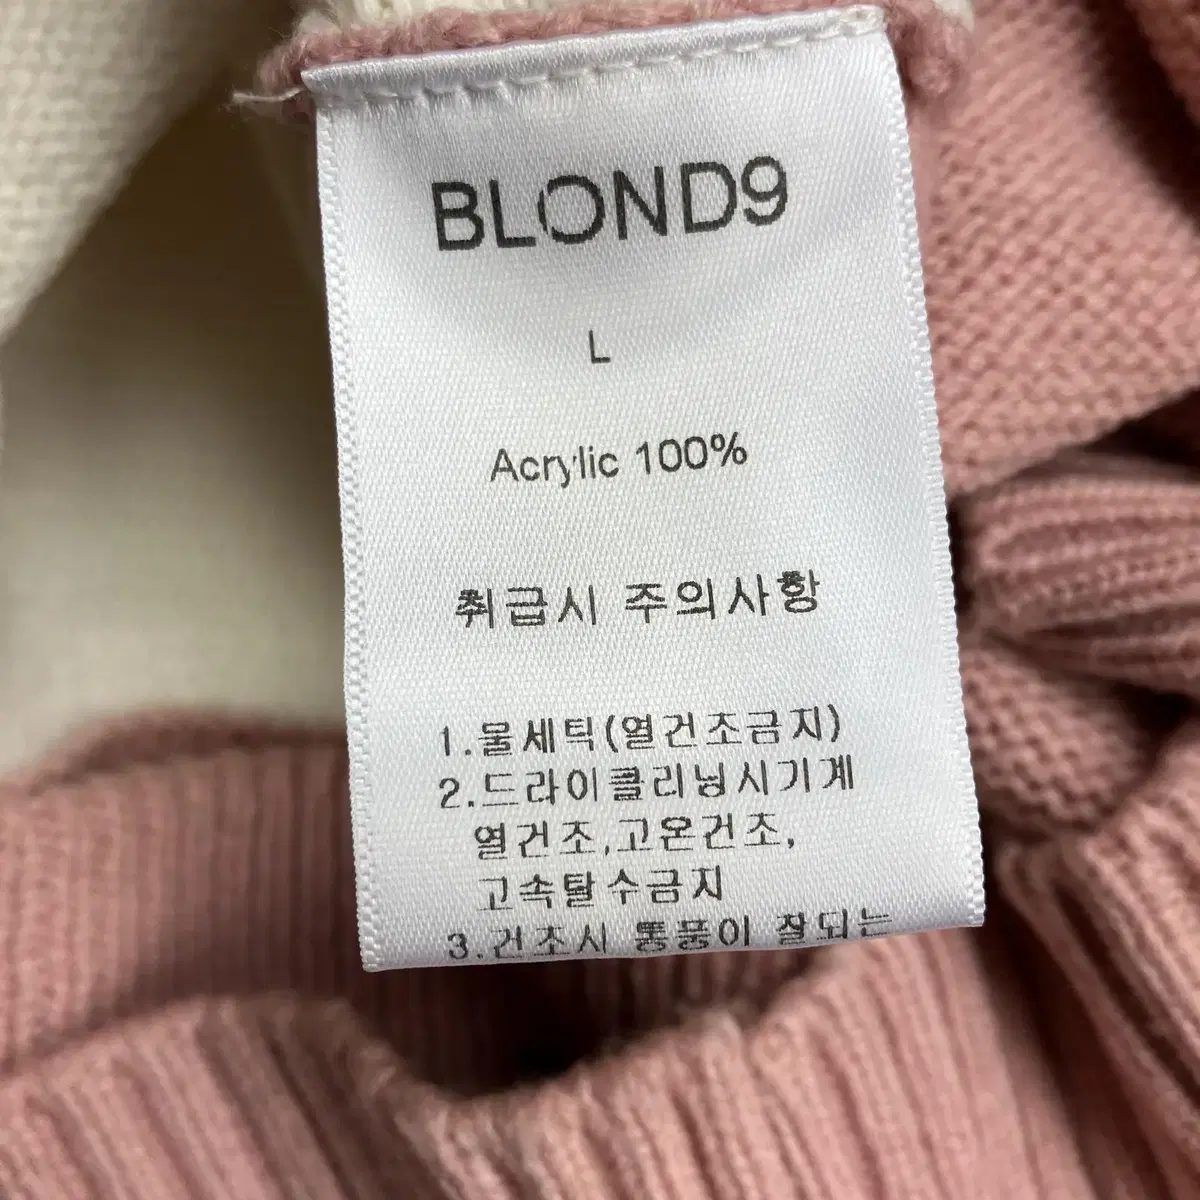 BLOND9
L
Acrylic 100%
취급시 주의사항
1.물세탁(열건조금지)
2.드라이클리닝시기계
열건조,고온건조,
고속탈수금지
3.건조시 통풍이 잘되는